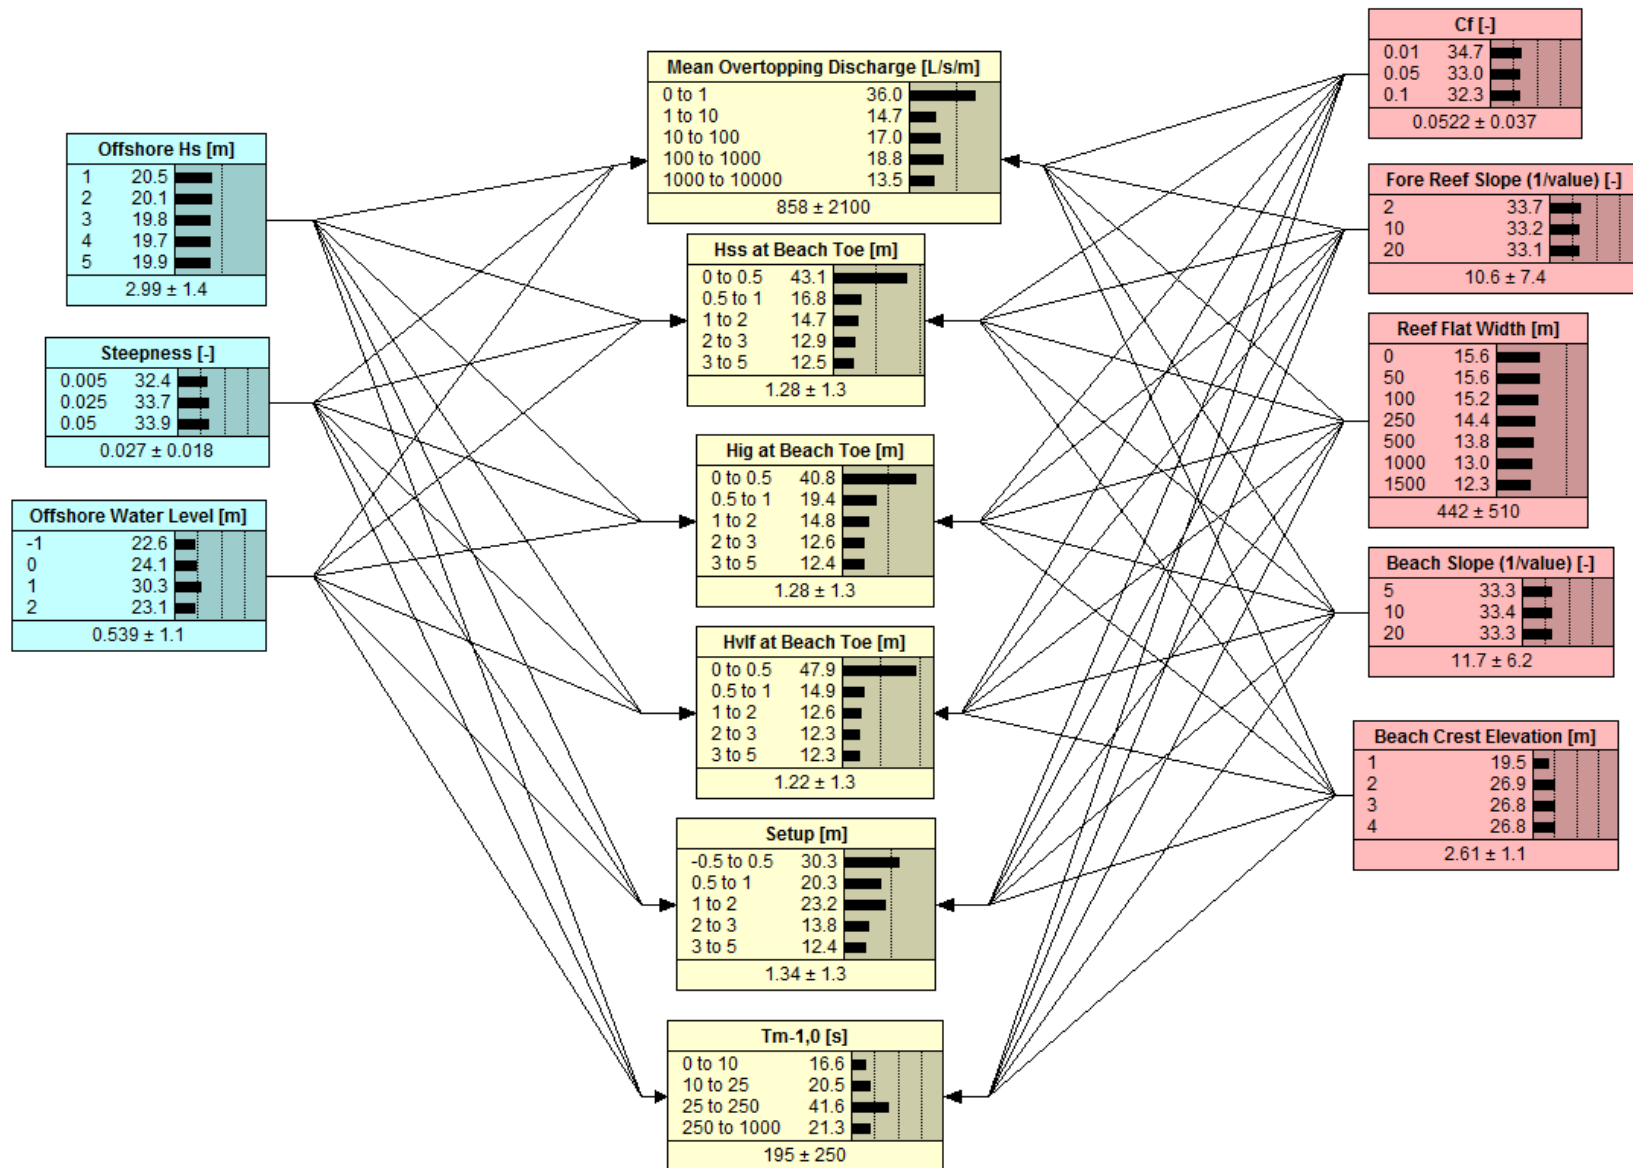 Offshore Hs [m]
1 20.5
2 20.1
3 19.8
4 19.7
5 19.9
2.99 ± 1.4
Steepness [-]
0.005 32.4
0.025 33.7
0.05 33.9
0.027 ± 0.018
Offshore Water Level [m]
-1 22.6
0 24.1
1 30.3
2 23.1
0.539 ± 1.1
Mean Overtopping Discharge [L/s/m]
0 to 1 36.0
1 to 10 14.7
10 to 100 17.0
100 to 1000 18.8
1000 to 10000 13.5
858 ± 2100
Hss at Beach Toe [m]
0 to 0.5 43.1
0.5 to 1 16.8
1 to 2 14.7
2 to 3 12.9
3 to 5 12.5
1.28 ± 1.3
Hig at Beach Toe [m]
0 to 0.5 40.8
0.5 to 1 19.4
1 to 2 14.8
2 to 3 12.6
3 to 5 12.4
1.28 ± 1.3
Hvlf at Beach Toe [m]
0 to 0.5 47.9
0.5 to 1 14.9
1 to 2 12.6
2 to 3 12.3
3 to 5 12.3
1.22 ± 1.3
Setup [m]
-0.5 to 0.5 30.3
0.5 to 1 20.3
1 to 2 23.2
2 to 3 13.8
3 to 5 12.4
1.34 ± 1.3
Tm-1,0 [s]
0 to 10 16.6
10 to 25 20.5
25 to 250 41.6
250 to 1000 21.3
195 ± 250
Cf [-]
0.01 34.7
0.05 33.0
0.1 32.3
0.0522 ± 0.037
Fore Reef Slope (1/value) [-]
2 33.7
10 33.2
20 33.1
10.6 ± 7.4
Reef Flat Width [m]
0 15.6
50 15.6
100 15.2
250 14.4
500 13.8
1000 13.0
1500 12.3
442 ± 510
Beach Slope (1/value) [-]
5 33.3
10 33.4
20 33.3
11.7 ± 6.2
Beach Crest Elevation [m]
1 19.5
2 26.9
3 26.8
4 26.8
2.61 ± 1.1